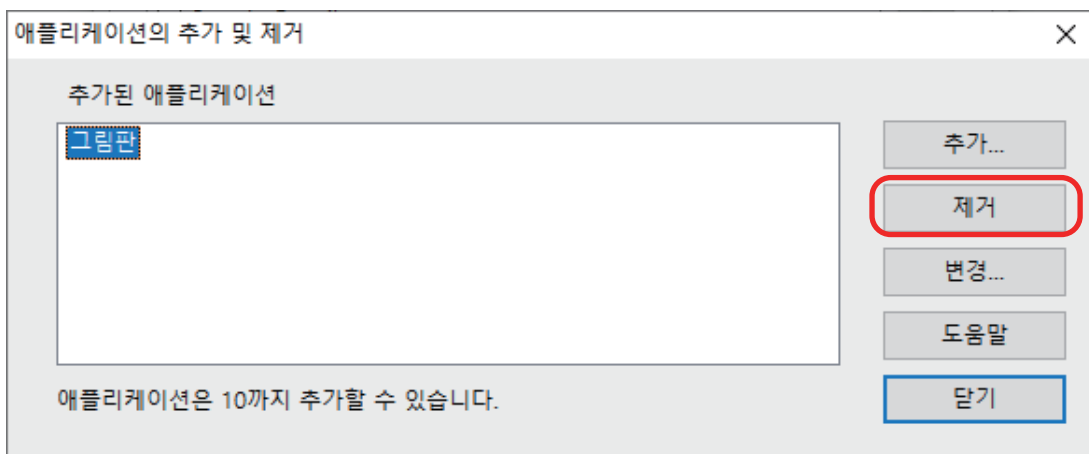 애플리케이션의 추가 및 제거
추가된 애플리케이션
그림판
추가...
제거
변경...
도움말
닫기
애플리케이션은 10까지 추가할 수 있습니다.